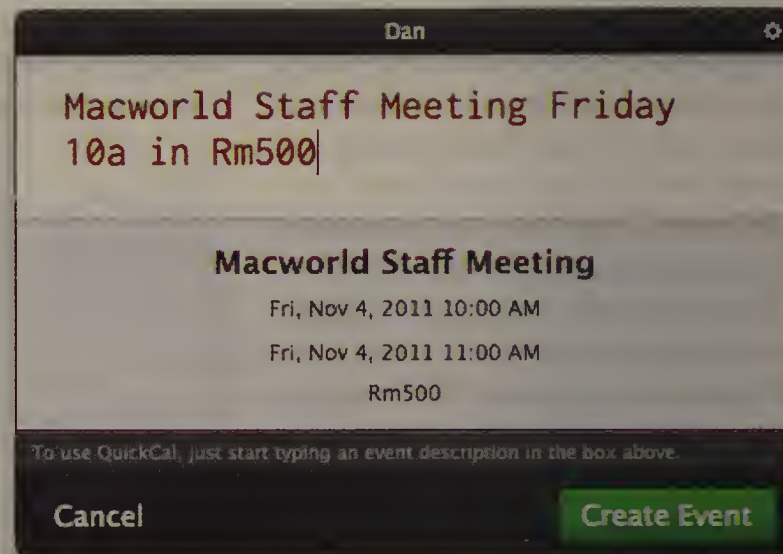 Dan
Macworld Staff Meeting Friday
10a in Rm500
Macworld Staff Meeting
Fri, Nov 4, 2011 10:00 AM
Fri, Nov 4, 2011 11:00 AM
Rm500
To use QuickCal, just start typing an event description in the box above.
Cancel
Create Event